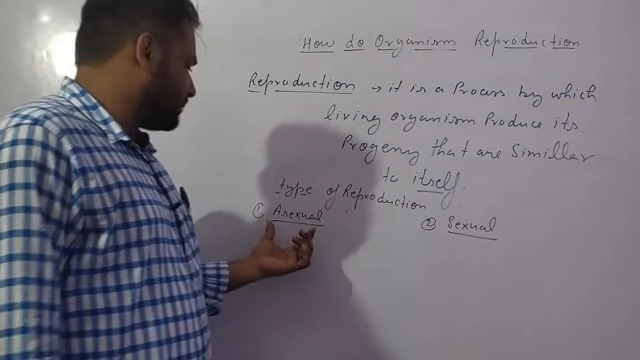 How do Organism Reproduction
Reproduction → it is a Process by which
living organism Produce its
Progeny that are Similler
to itself.
type of Reproduction
① Asexual ② Sexual